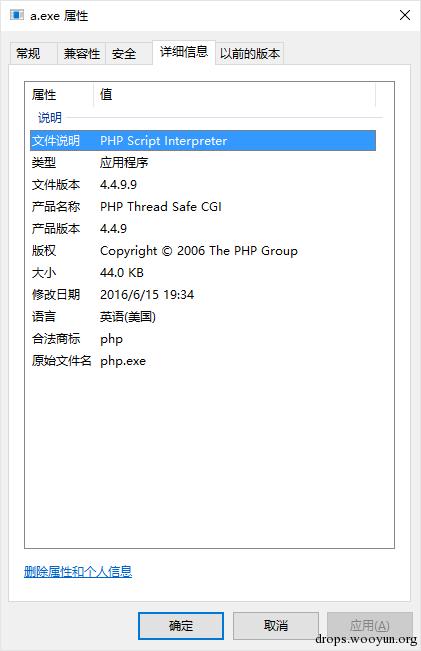 a.exe 属性
常规 兼容性 安全 详细信息 以前的版本
属性 值
说明
文件说明 PHP Script Interpreter
类型 应用程序
文件版本 4.4.9.9
产品名称 PHP Thread Safe CGI
产品版本 4.4.9
版权 Copyright © 2006 The PHP Group
大小 44.0 KB
修改日期 2016/6/15 19:34
语言 英语(美国)
合法商标 php
原始文件名 php.exe
删除属性和个人信息
确定 取消 应用(A)
drops.wooyun.org